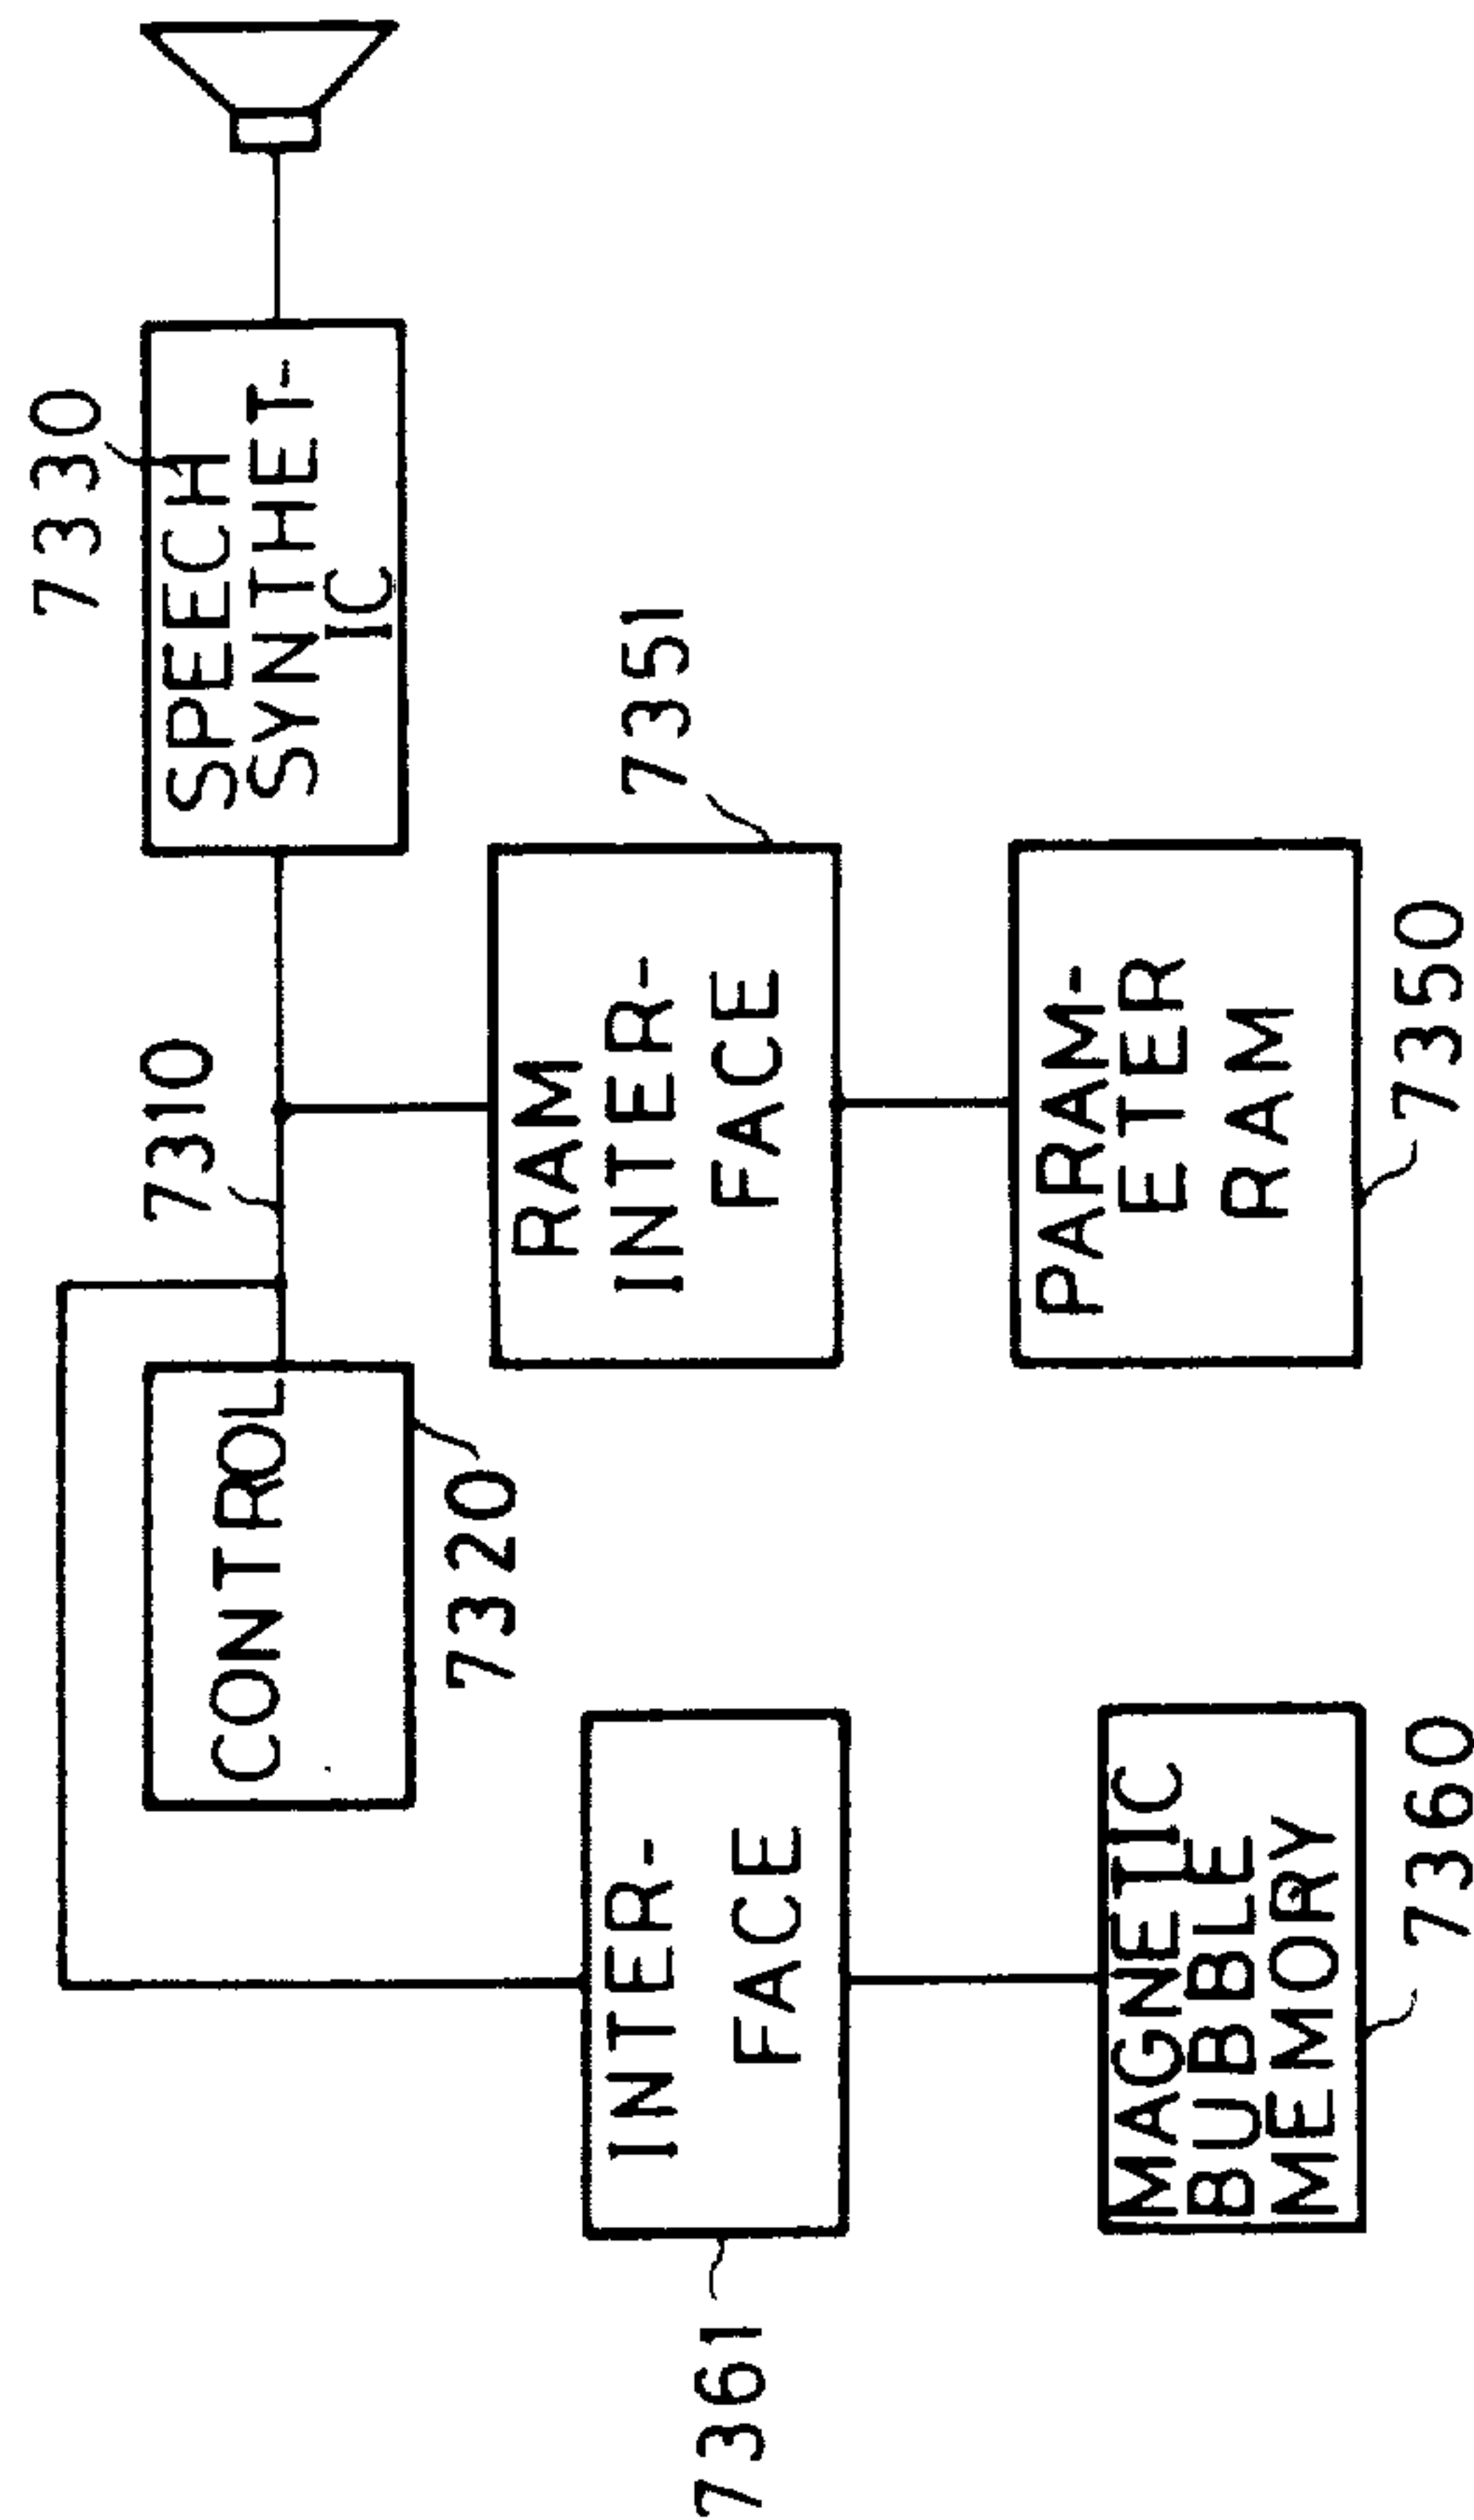 7330
SPEECH
SYNTHET-
IC
7310
CONTROL
7320
7351
RAM
INTER-
FACE
INTER-
FACE
7361
PARAM-
ETER
RAM
7350
MAGNETIC
BUBBLE
MEMORY
7360